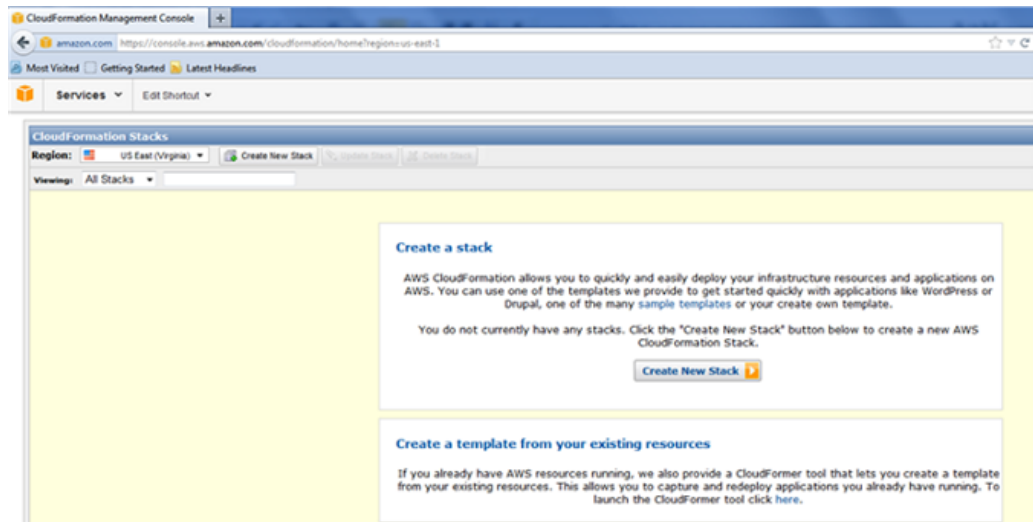 CloudFormation Management Console
amazon.com https://console.aws.amazon.com/cloudformation/home?region=us-east-1
Most Visited Getting Started Latest Headlines
Services Edit Shortcut
CloudFormation Stacks
Region: US East (Virginia) Create New Stack Update Stack Delete Stack
Viewing: All Stacks
Create a stack
AWS CloudFormation allows you to quickly and easily deploy your infrastructure resources and applications on
AWS. You can use one of the templates we provide to get started quickly with applications like WordPress or
Drupal, one of the many sample templates or your create own template.
You do not currently have any stacks. Click the "Create New Stack" button below to create a new AWS
CloudFormation Stack.
Create New Stack
Create a template from your existing resources
If you already have AWS resources running, we also provide a CloudFormer tool that lets you create a template
from your existing resources. This allows you to capture and redeploy applications you already have running. To
launch the CloudFormer tool click here.